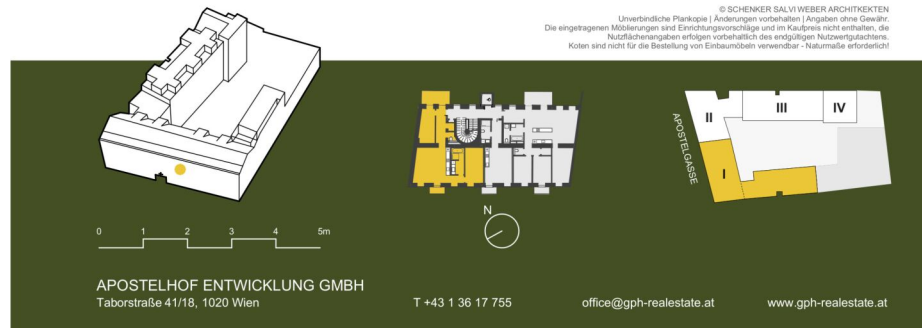 © SCHENKER SALVI WEBER ARCHITKEKTEN
Unverbindliche Plankopie | Änderungen vorbehalten | Angaben ohne Gewähr.
Die eingetragenen Möblierungen sind Einrichtungsvorschläge und im Kaufpreis nicht enthalten, die
Nutzflächenangaben erfolgen vorbehaltlich des endgültigen Nutzwertgutachtens.
Koten sind nicht für die Bestellung von Einbaumöbeln verwendbar - Naturmaße erforderlich!
II
III
IV
APOSTELGASSE
I
N
0 1 2 3 4 5m
APOSTELHOF ENTWICKLUNG GMBH
Taborstraße 41/18, 1020 Wien
T +43 1 36 17 755
office@gph-realestate.at
www.gph-realestate.at